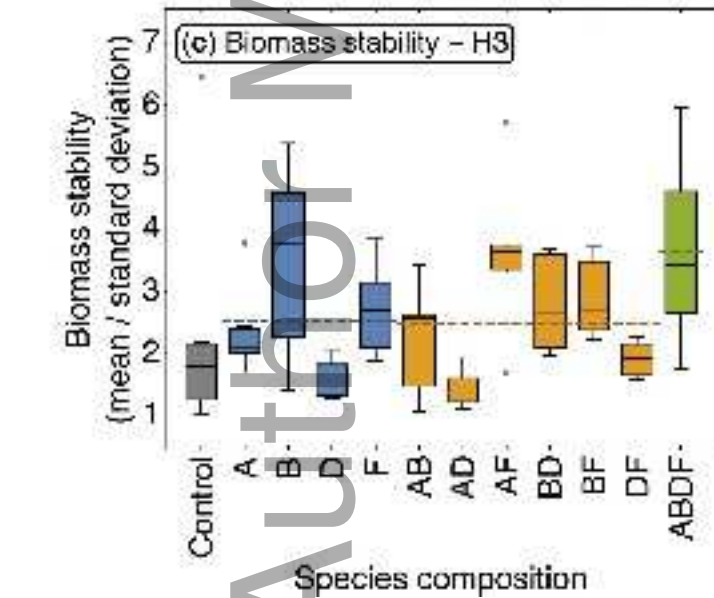 (c) Biomass stability – H3
Biomass stability
(mean / standard deviation)
7
6
5
4
3
2
1
Control
A
B
D
F
AB
AD
AF
BD
BF
DF
ABDF
Species composition
Author M